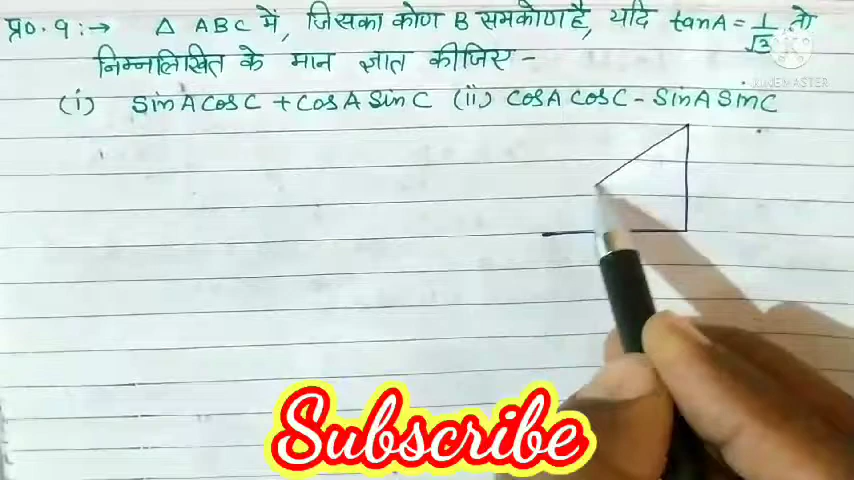 प्र०. 9 :→ △ ABC में, जिसका कोण B समकोण है, यदि tanA = 1/√3 तो
निम्नलिखित के मान ज्ञात कीजिए -
(i) SinA CosC + CosA SinC (ii) CosA CosC - SinA SinC
KINEMASTER
Subscribe